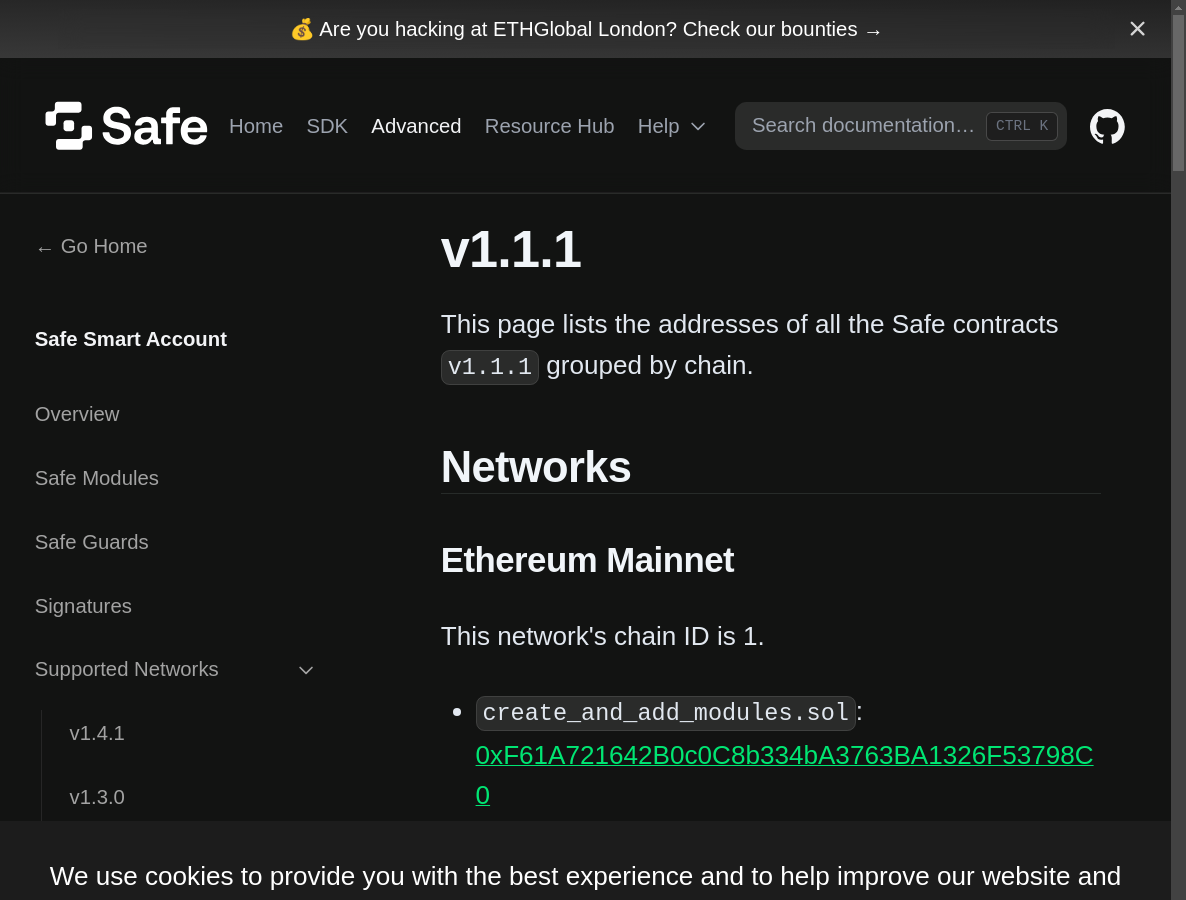 💰 Are you hacking at ETHGlobal London? Check our bounties →
Safe
Home
SDK
Advanced
Resource Hub
Help
Search documentation…
CTRL K
← Go Home
Safe Smart Account
Overview
Safe Modules
Safe Guards
Signatures
Supported Networks
v1.4.1
v1.3.0
v1.1.1
This page lists the addresses of all the Safe contracts
v1.1.1 grouped by chain.
Networks
Ethereum Mainnet
This network's chain ID is 1.
create_and_add_modules.sol:
0xF61A721642B0c0C8b334bA3763BA1326F53798C
0
We use cookies to provide you with the best experience and to help improve our website and